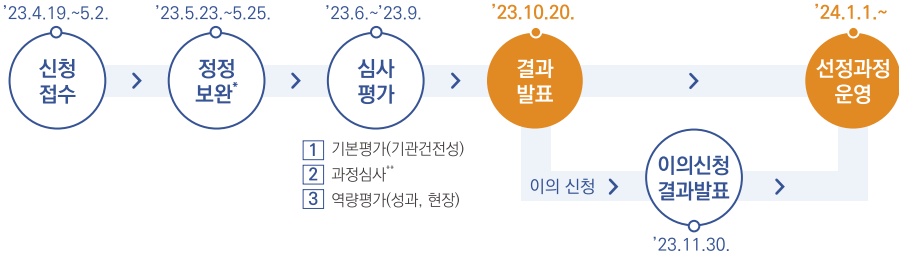 ’23.4.19.~5.2.
신청
접수
’23.5.23.~5.25.
정정
보완*
’23.6.~’23.9.
심사
평가
1 기본평가(기관건전성)
2 과정심사**
3 역량평가(성과, 현장)
’23.10.20.
결과
발표
’24.1.1.~
선정과정
운영
이의 신청
이의신청
결과발표
’23.11.30.